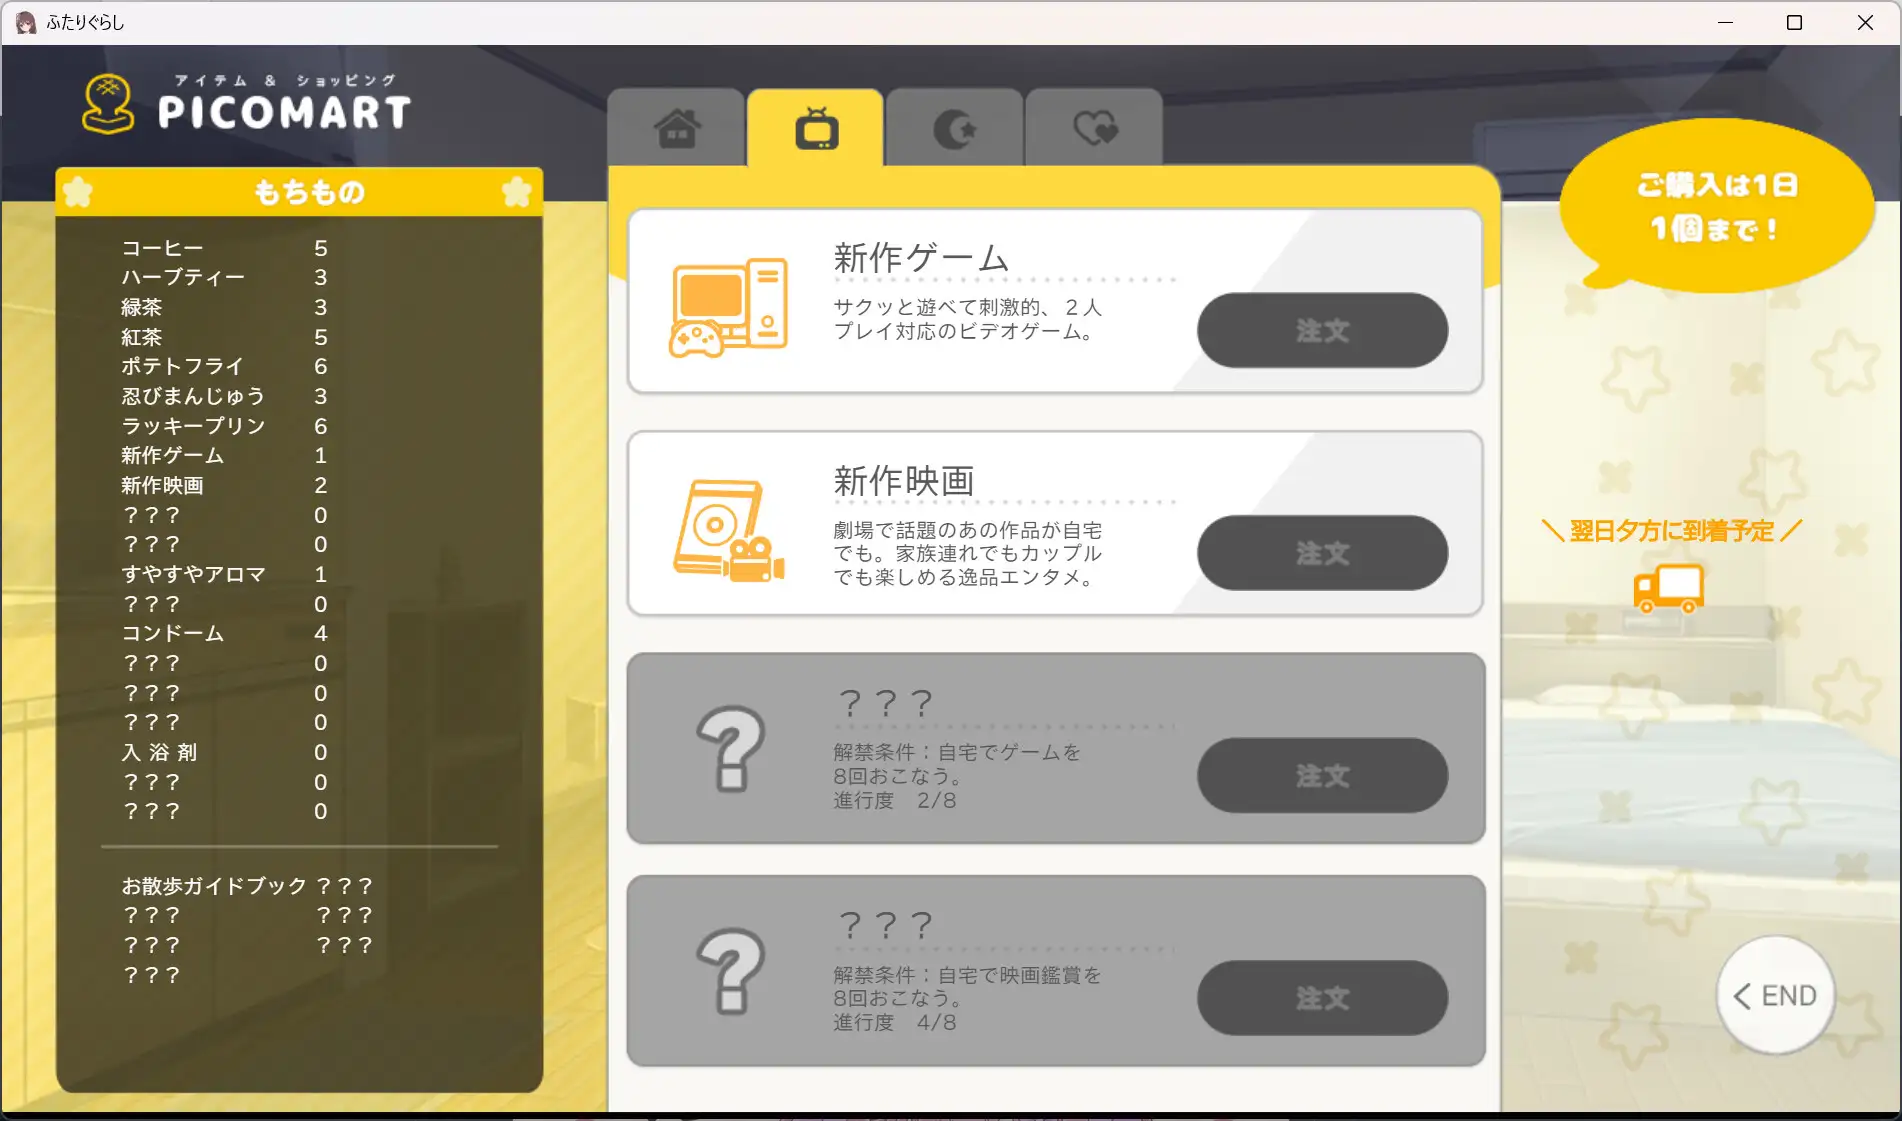 ふたりぐらし
アイテム & ショッピング
PICOMART
もちもの
コーヒー 5
ハーブティー 3
緑茶 3
紅茶 5
ポテトフライ 6
忍びまんじゅう 3
ラッキープリン 6
新作ゲーム 1
新作映画 2
？？？ 0
？？？ 0
すやすやアロマ 1
？？？ 0
コンドーム 4
？？？ 0
？？？ 0
？？？ 0
入 浴 剤 0
？？？ 0
？？？ 0
お散歩ガイドブック ？？？
？？？ ？？？
？？？ ？？？
？？？
新作ゲーム
サクッと遊べて刺激的、２人
プレイ対応のビデオゲーム。
注文
新作映画
劇場で話題のあの作品が自宅
でも。家族連れでもカップル
でも楽しめる逸品エンタメ。
注文
？？？
解禁条件：自宅でゲームを
8回おこなう。
進行度　2/8
注文
？？？
解禁条件：自宅で映画鑑賞を
8回おこなう。
進行度　4/8
注文
ご購入は1日
1個まで！
＼ 翌日夕方に到着予定 ／
< END